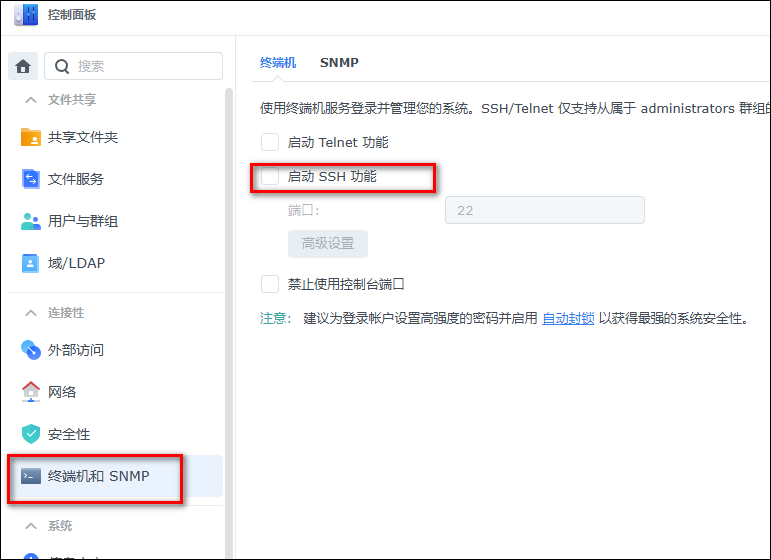 控制面板
搜索
文件共享
共享文件夹
文件服务
用户与群组
域/LDAP
连接性
外部访问
网络
安全性
终端机和 SNMP
系统
终端机 SNMP
使用终端机服务登录并管理您的系统。SSH/Telnet 仅支持从属于 administrators 群组的
启动 Telnet 功能
启动 SSH 功能
端口: 22
高级设置
禁止使用控制台端口
注意: 建议为登录帐户设置高强度的密码并启用 自动封锁 以获得最强的系统安全性。